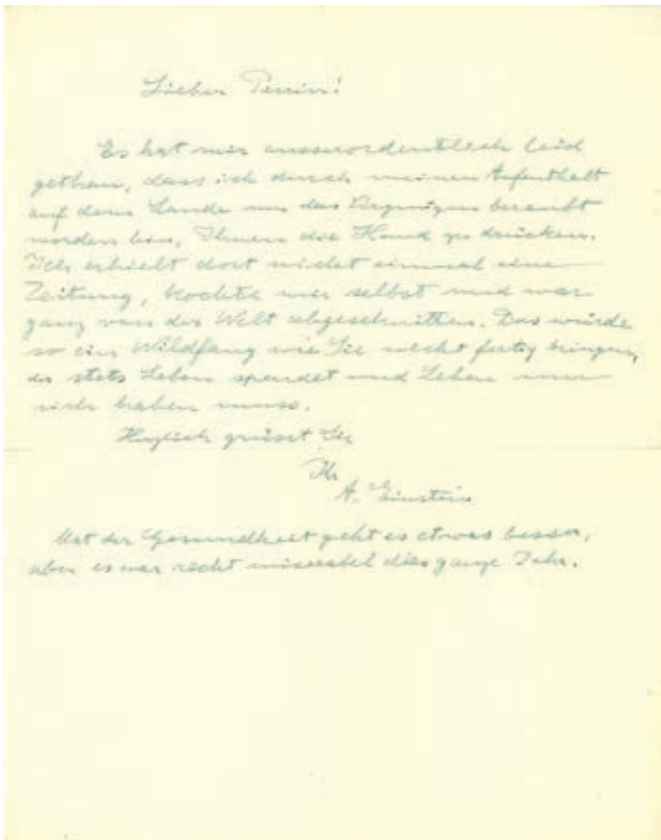 Lieber Perrin!
Es hat mir ausserordentlich leid
gethan, dass ich durch meinen Aufenthalt
auf dem Lande um das Vergnügen beraubt
worden bin, Ihnen die Hand zu drücken.
Ich erhielt dort nicht einmal eine
Zeitung, kochte mir selbst und war
ganz von der Welt abgeschnitten. Das würde
so ein Wildfang wie Sie nicht fertig bringen,
der stets Leben spendet und Leben um
sich haben muss.
Herzlich grüsst Sie
Ihr
A. Einstein
Mit der Gesundheit geht es etwas besser,
aber es war recht miserabel dies ganze Jahr.